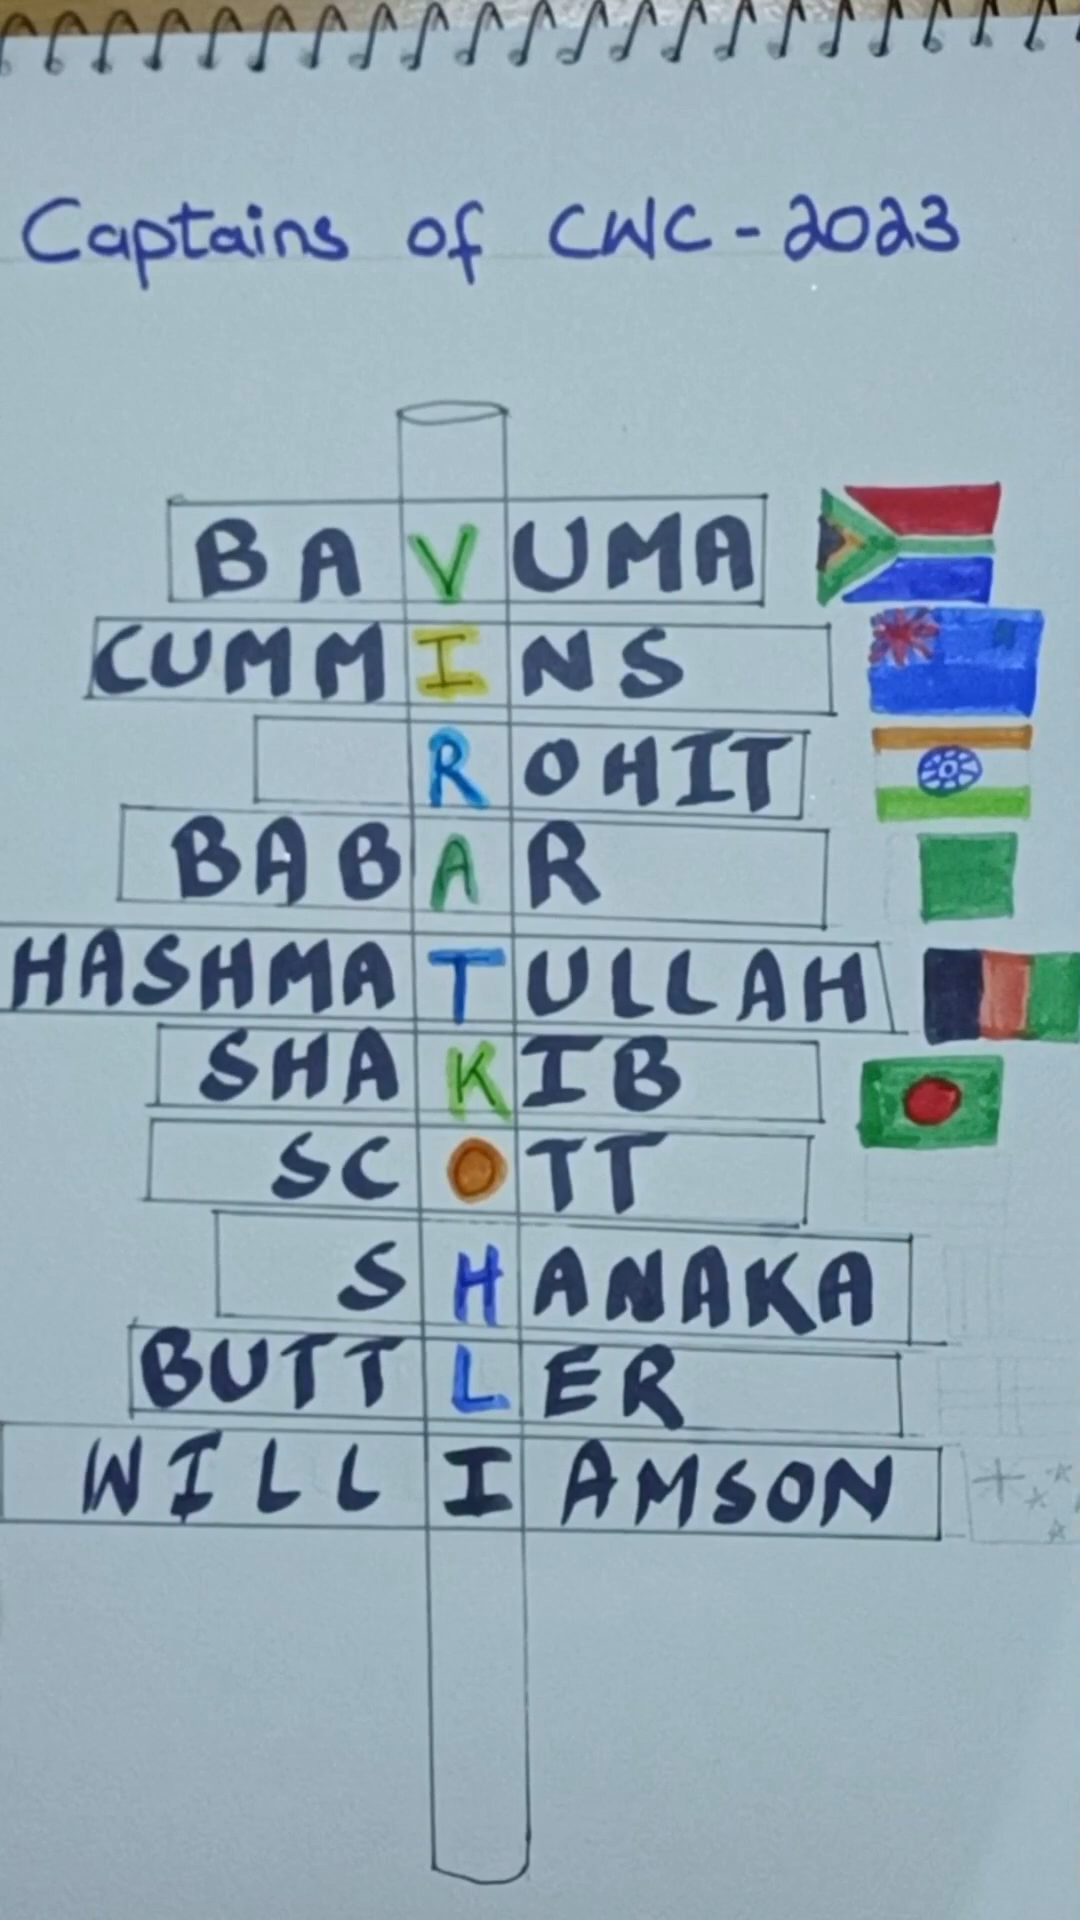 Captains of CWC-2023
BAVUMA
CUMMINS
ROHIT
BABAR
HASHMATULLAH
SHAKIB
SCOTT
SHANAKA
BUTTLER
WILLIAMSON